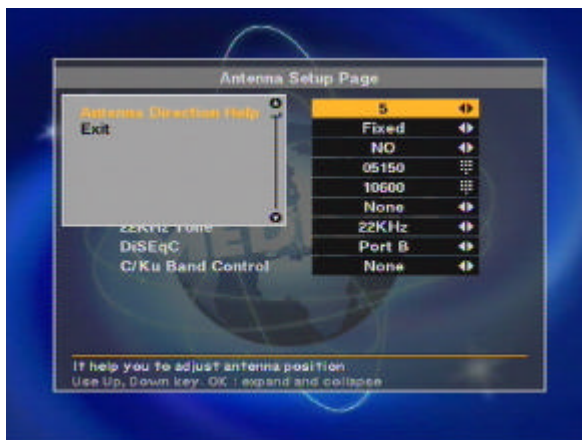 Antenna Setup Page
Antenna Direction Help
Exit
5
Fixed
NO
05150
10600
None
22KHz Tone 22KHz
DiSEqC Port B
C/Ku Band Control None
It help you to adjust antenna position
Use Up, Down key. OK : expand and collapse